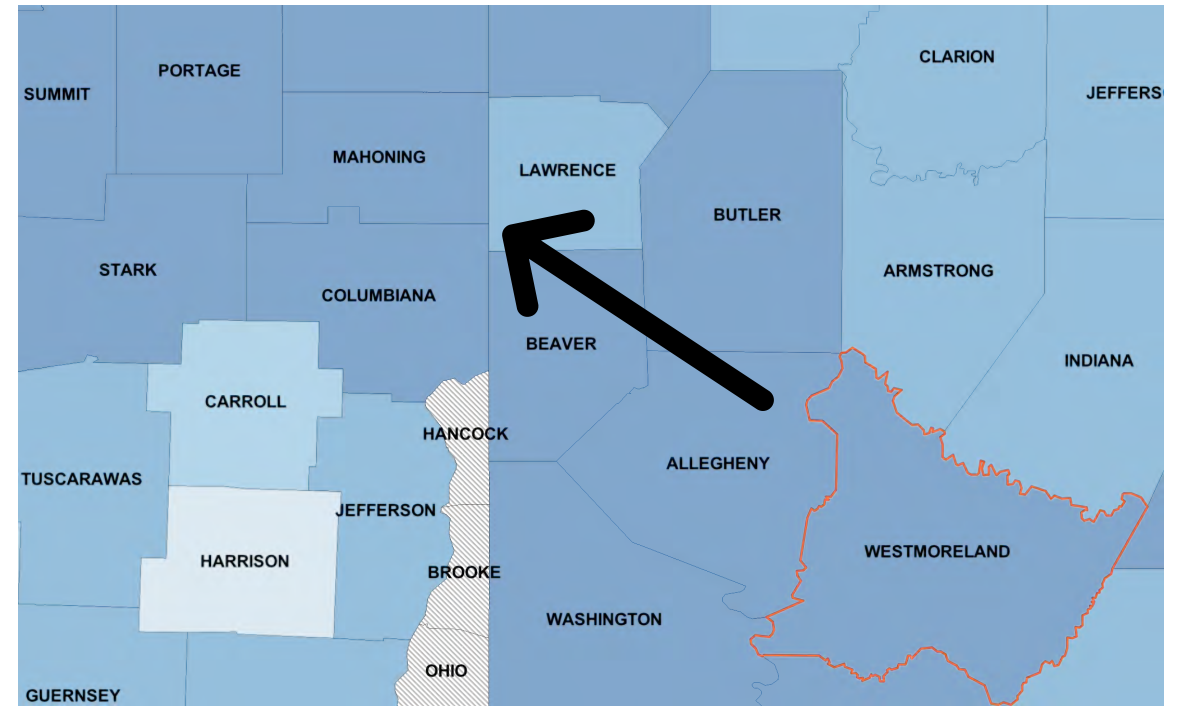 CLARION
PORTAGE
SUMMIT
JEFFERS
MAHONING
LAWRENCE
BUTLER
STARK
ARMSTRONG
COLUMBIANA
BEAVER
INDIANA
CARROLL
HANCOCK
ALLEGHENY
TUSCARAWAS
JEFFERSON
WESTMORELAND
HARRISON
BROOKE
WASHINGTON
OHIO
GUERNSEY